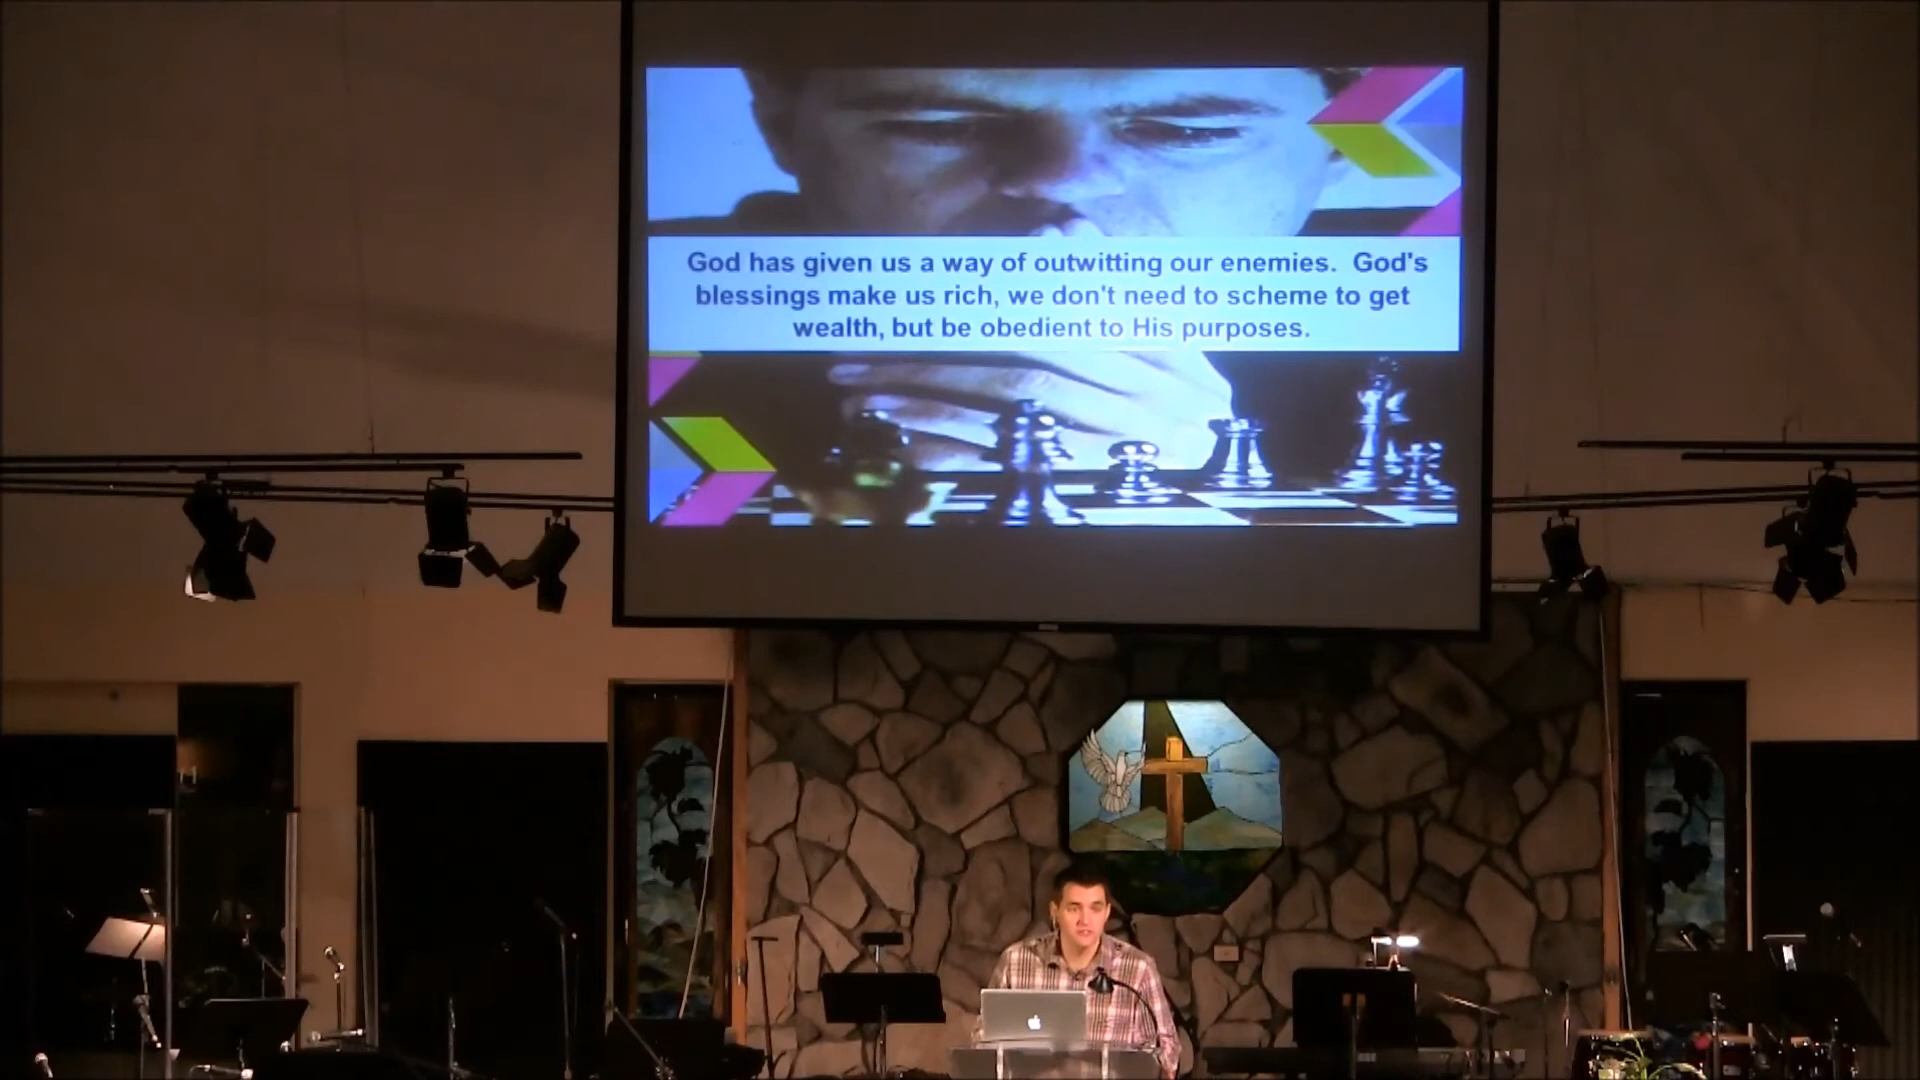 God has given us a way of outwitting our enemies.  God's
blessings make us rich, we don't need to scheme to get
wealth, but be obedient to His purposes.